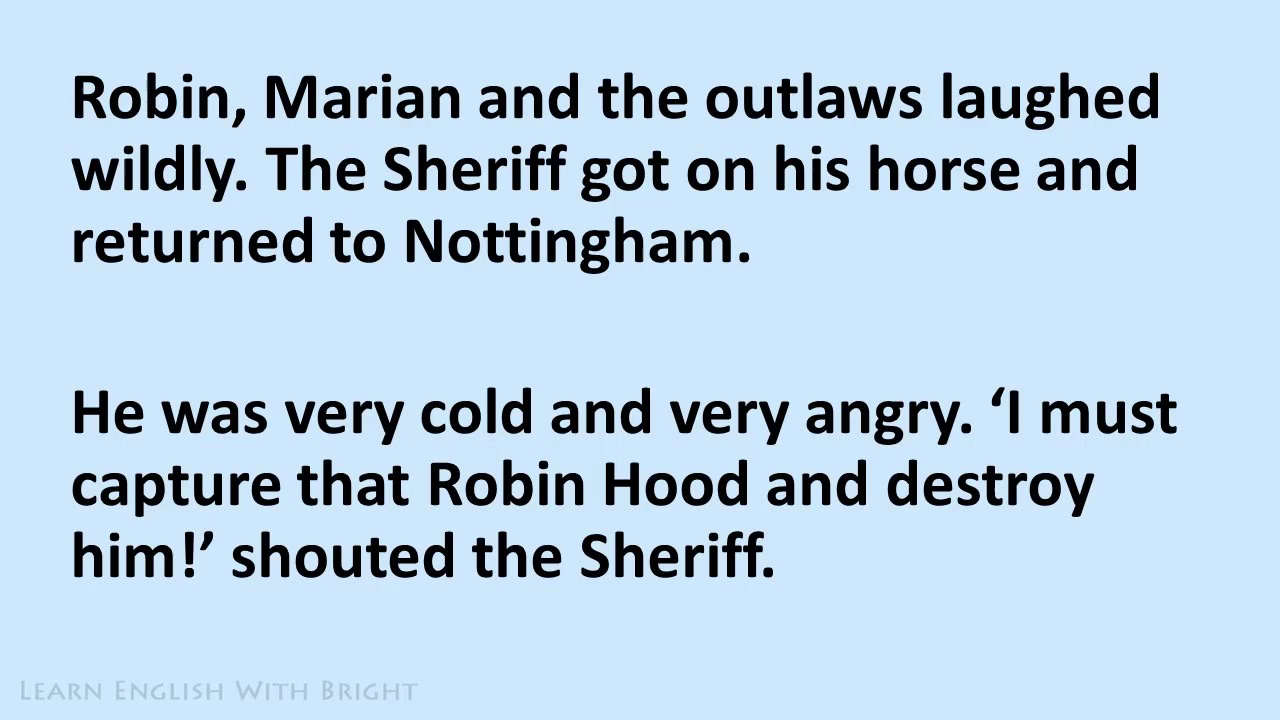 Robin, Marian and the outlaws laughed
wildly. The Sheriff got on his horse and
returned to Nottingham.
He was very cold and very angry. ‘I must
capture that Robin Hood and destroy
him!’ shouted the Sheriff.
Learn English With Bright